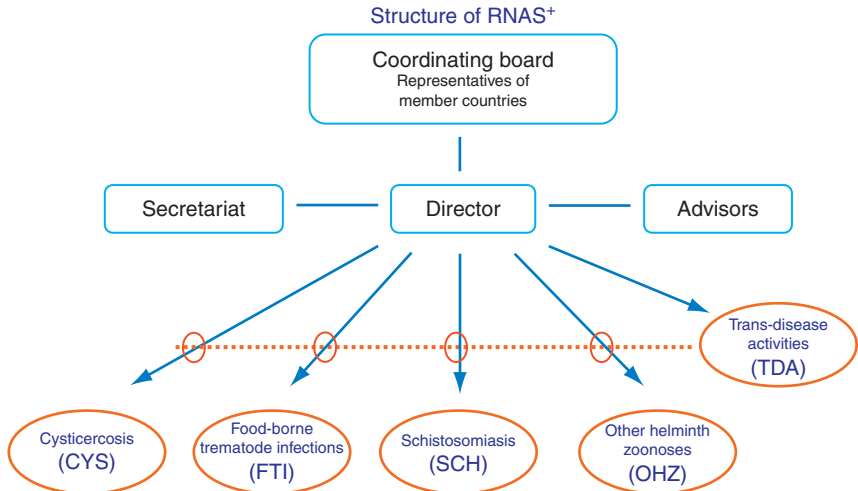 Structure of RNAS+
Coordinating board
Representatives of
member countries
Secretariat
Director
Advisors
Trans-disease
activities
(TDA)
Cysticercosis
(CYS)
Food-borne
trematode infections
(FTI)
Schistosomiasis
(SCH)
Other helminth
zoonoses
(OHZ)